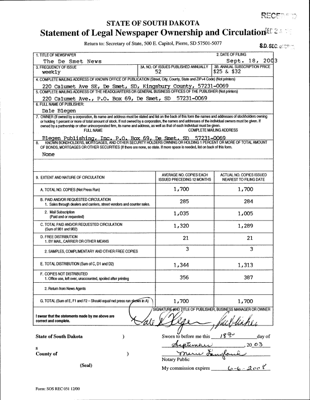 RECE
STATE OF SOUTH DAKOTA
Statement of Legal Newspaper Ownership and Circulation
Return to: Secretary of State, 500 E. Capitol, Pierre, SD 57501-5077
S.D. SEC
1. TITLE OF NEWSPAPER
The De Smet News
2. DATE OF FILING
Sept. 18, 2003
3. FREQUENCY OF ISSUE
weekly
3A. NO. OF ISSUES PUBLISHED ANNUALLY
52
3B. ANNUAL SUBSCRIPTION PRICE
$25 & $32
4. COMPLETE MAILING ADDRESS OF KNOWN OFFICE OF PUBLICATION (Street, City, County, State and ZIP+4 Code) (Not printers)
220 Calumet Ave SE, De Smet, SD, Kingsbury County, 57231-0069
5. COMPLETE MAILING ADDRESS OF THE HEADQUARTERS OR GENERAL BUSINESS OFFICES OF THE PUBLISHER (Not printers)
220 Calumet Ave., P.O. Box 69, De Smet, SD 57231-0069
6. FULL NAME OF PUBLISHER:
Dale Blegen
7. OWNER (If owned by a corporation, its name and address must be stated and list on the back of this form the names and addresses of stockholders owning
or holding 1 percent or more of total amount of stock. If not owned by a corporation, the names and addresses of the individual owners must be given. If
owned by a partnership or other unincorporated firm, its name and address, as well as that of each individual must be given.
FULL NAME
COMPLETE MAILING ADDRESS
Blegen Publishing, Inc. P.O. Box 69, De Smet, SD 57231-0069
8. KNOWN BONDHOLDERS, MORTGAGEES, AND OTHER SECURITY HOLDERS OWNING OR HOLDING 1 PERCENT OR MORE OF TOTAL AMOUNT
OF BONDS, MORTGAGES OR OTHER SECURITIES (If there are none, so state). If more space is needed, list on back of this form.
None
9. EXTENT AND NATURE OF CIRCULATION
AVERAGE NO. COPIES EACH
ISSUED PRECEDING 12 MONTHS
ACTUAL NO. COPIES ISSUED
NEAREST TO FILING DATE
A. TOTAL NO. COPIES (Net Press Run)
1,700
1,700
B. PAID AND/OR REQUESTED CIRCULATION
1. Sales through dealers and carriers, street vendors and counter sales.
285
284
2. Mail Subscription
(Paid and or requested)
1,035
1,005
C. TOTAL PAID AND/OR REQUESTED CIRCULATION
(Sum of 9B1 and 9B2)
1,320
1,289
D. FREE DISTRIBUTION
1. BY MAIL, CARRIER OR OTHER MEANS
21
21
2. SAMPLES, COMPLIMENTARY AND OTHER FREE COPIES
3
3
E. TOTAL DISTRIBUTION (Sum of C, D1 and D2)
1,344
1,313
F. COPIES NOT DISTRIBUTED
1. Office use, left over, unaccounted, spoiled after printing
356
387
2. Return from News Agents
G. TOTAL (Sum of E, F1 and F2 – Should equal net press run shown in A)
1,700
1,700
I swear that the statements made by me above are
correct and complete.
SIGNATURE AND TITLE OF PUBLISHER, BUSINESS MANAGER OR OWNER
Dale Blegen, Publisher
State of South Dakota )
County of )
(Seal)
Sworn to before me this 18th day
of September, 2003
Notary Public
My commission expires 6-6-2008
Form: SOS REC 051 12/00